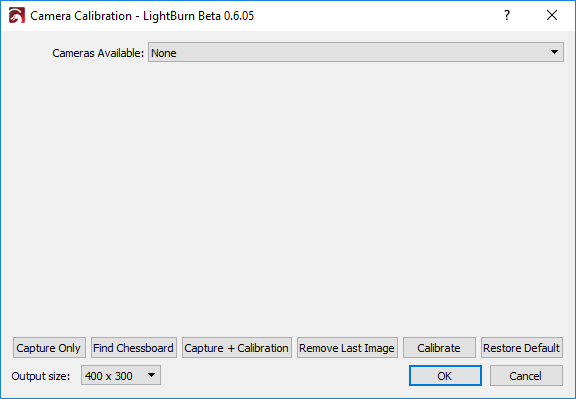 Camera Calibration - LightBurn Beta 0.6.05
Cameras Available: None
Capture Only Find Chessboard Capture + Calibration Remove Last Image Calibrate Restore Default
Output size: 400 x 300 OK Cancel